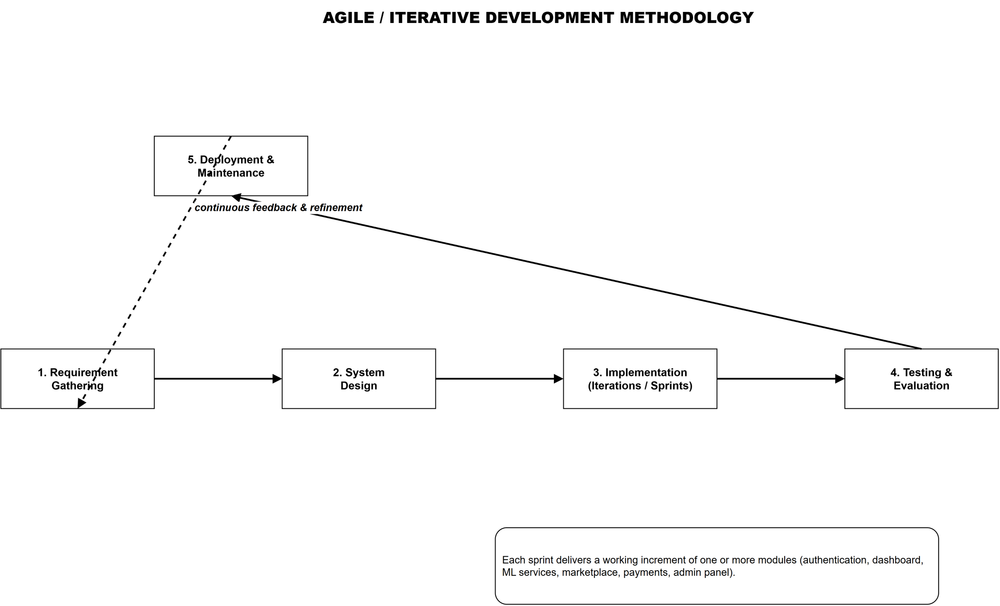 AGILE / ITERATIVE DEVELOPMENT METHODOLOGY
5. Deployment &
Maintenance
continuous feedback & refinement
1. Requirement
Gathering
2. System
Design
3. Implementation
(Iterations / Sprints)
4. Testing &
Evaluation
Each sprint delivers a working increment of one or more modules (authentication, dashboard,
ML services, marketplace, payments, admin panel).